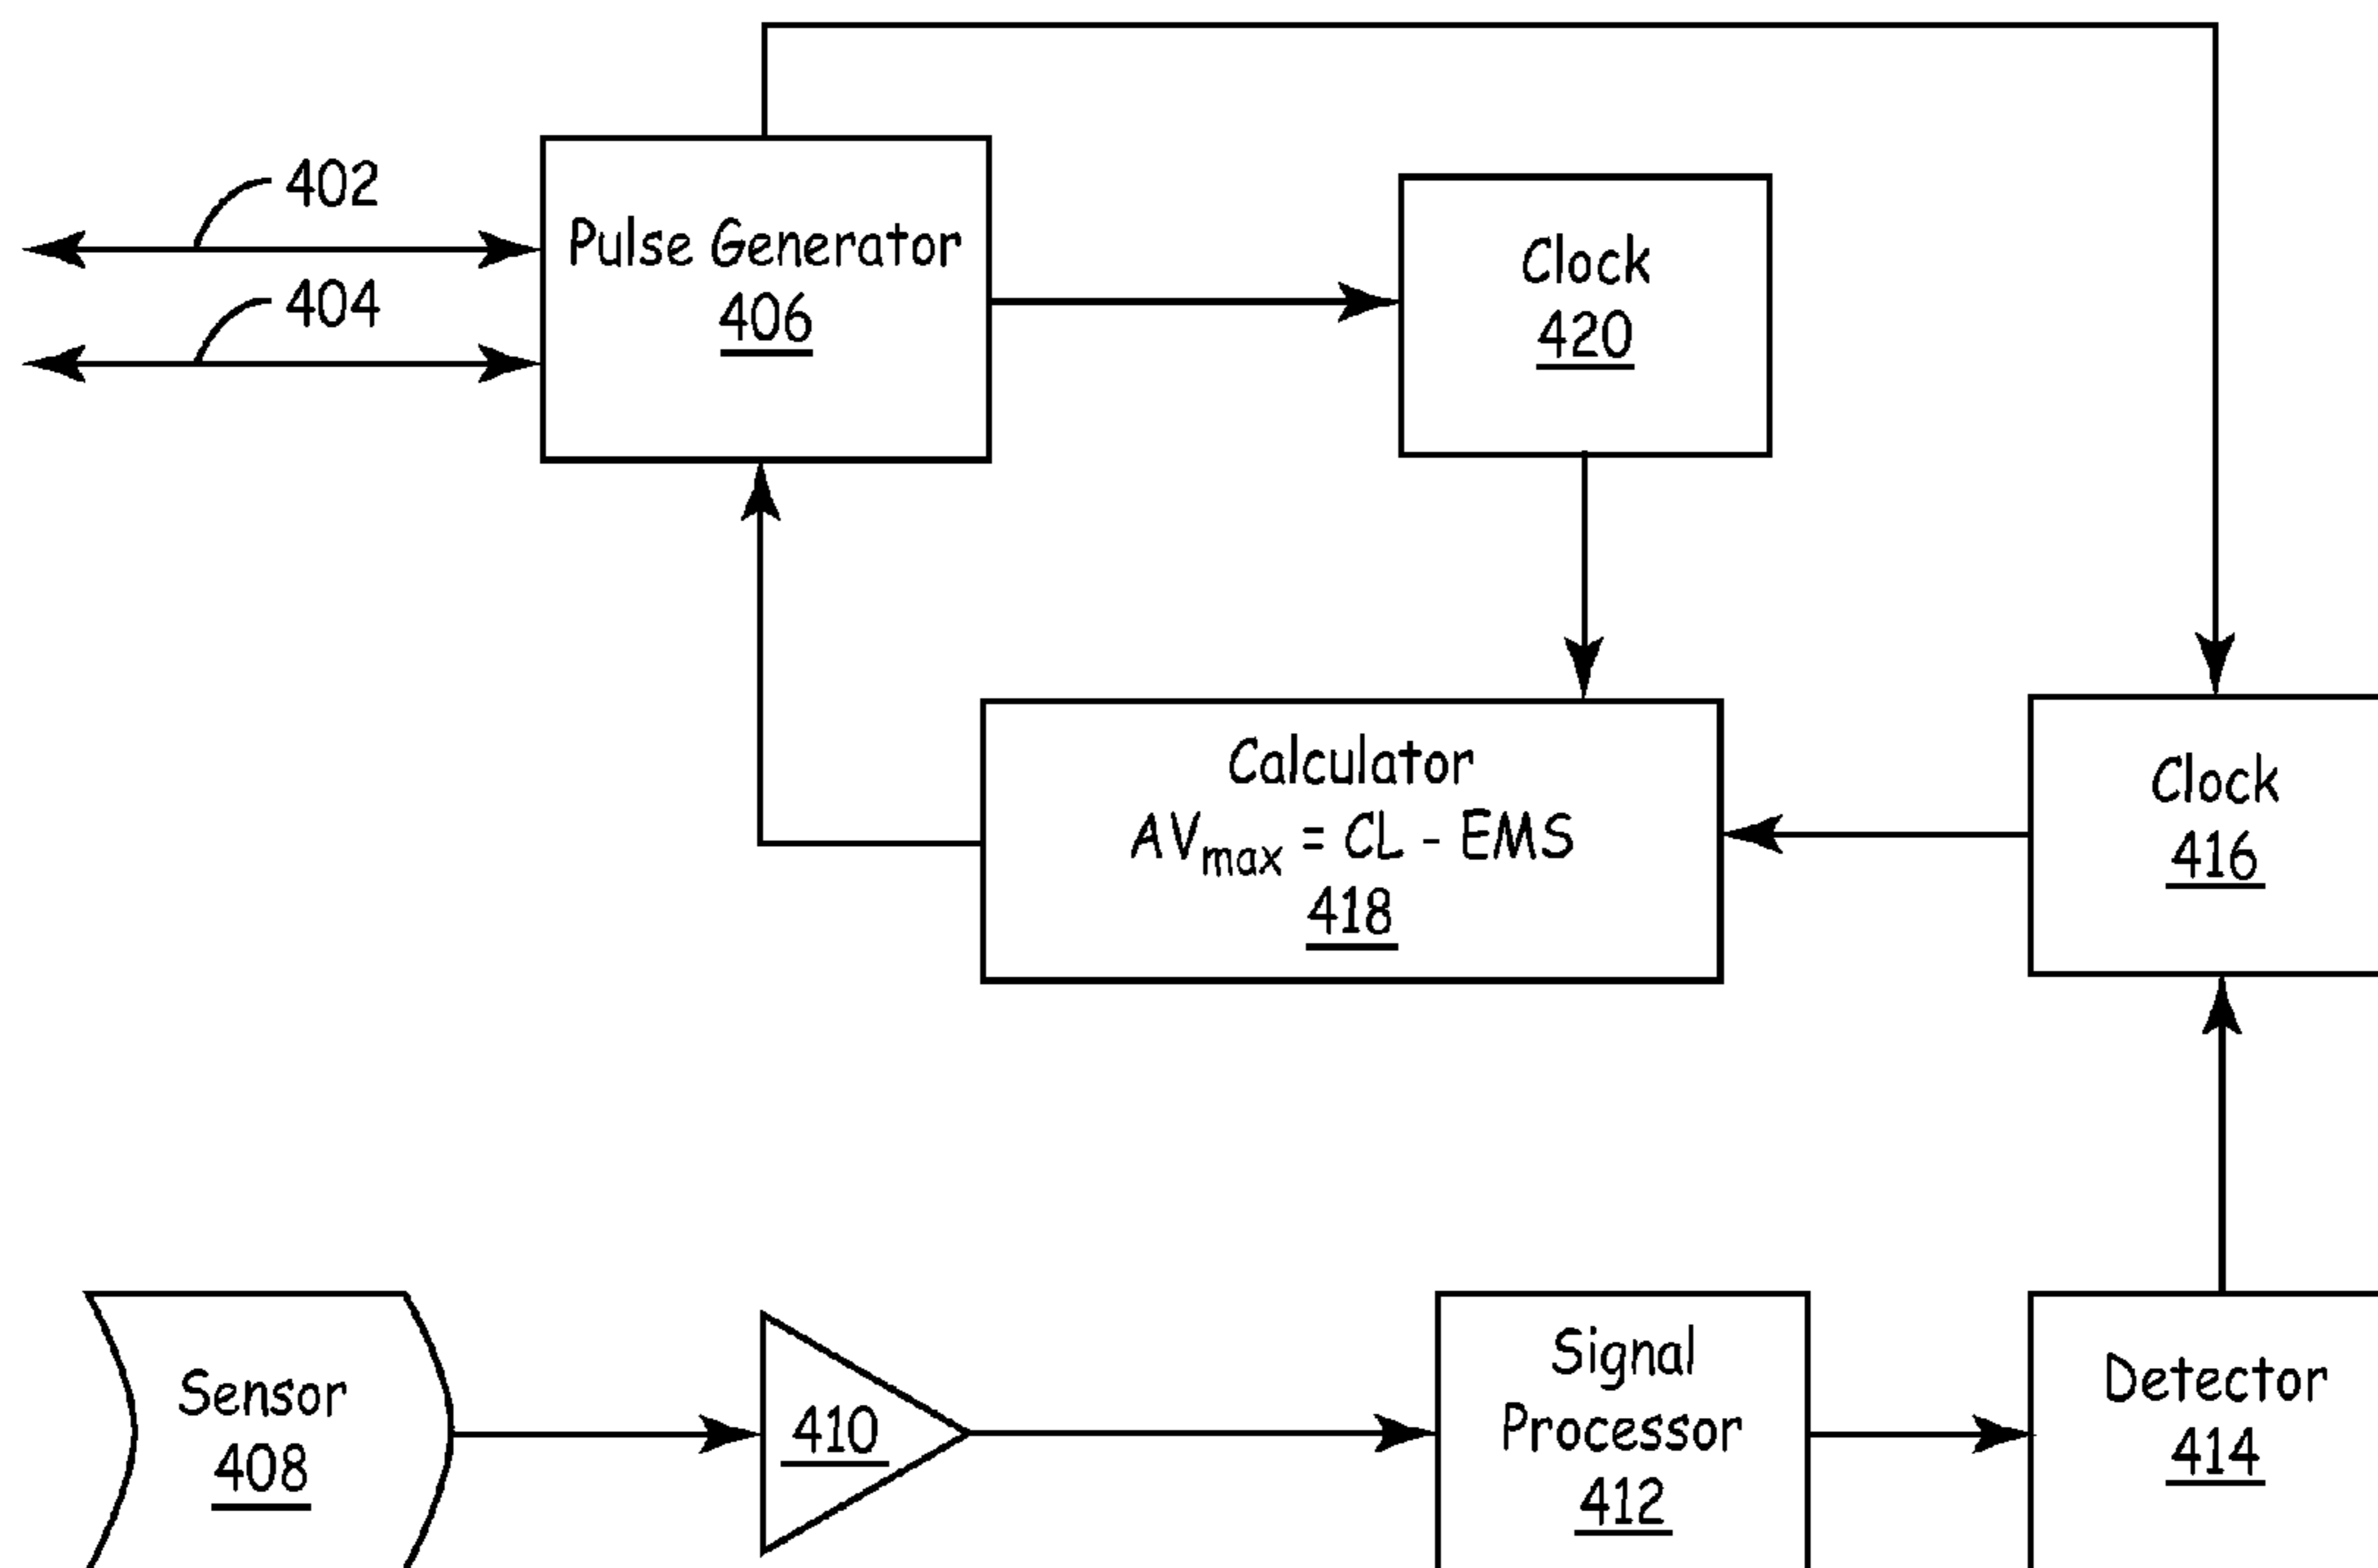 402
404
Pulse Generator
406
Clock
420
Calculator
AVmax = CL - EMS
418
Clock
416
Sensor
408
410
Signal
Processor
412
Detector
414